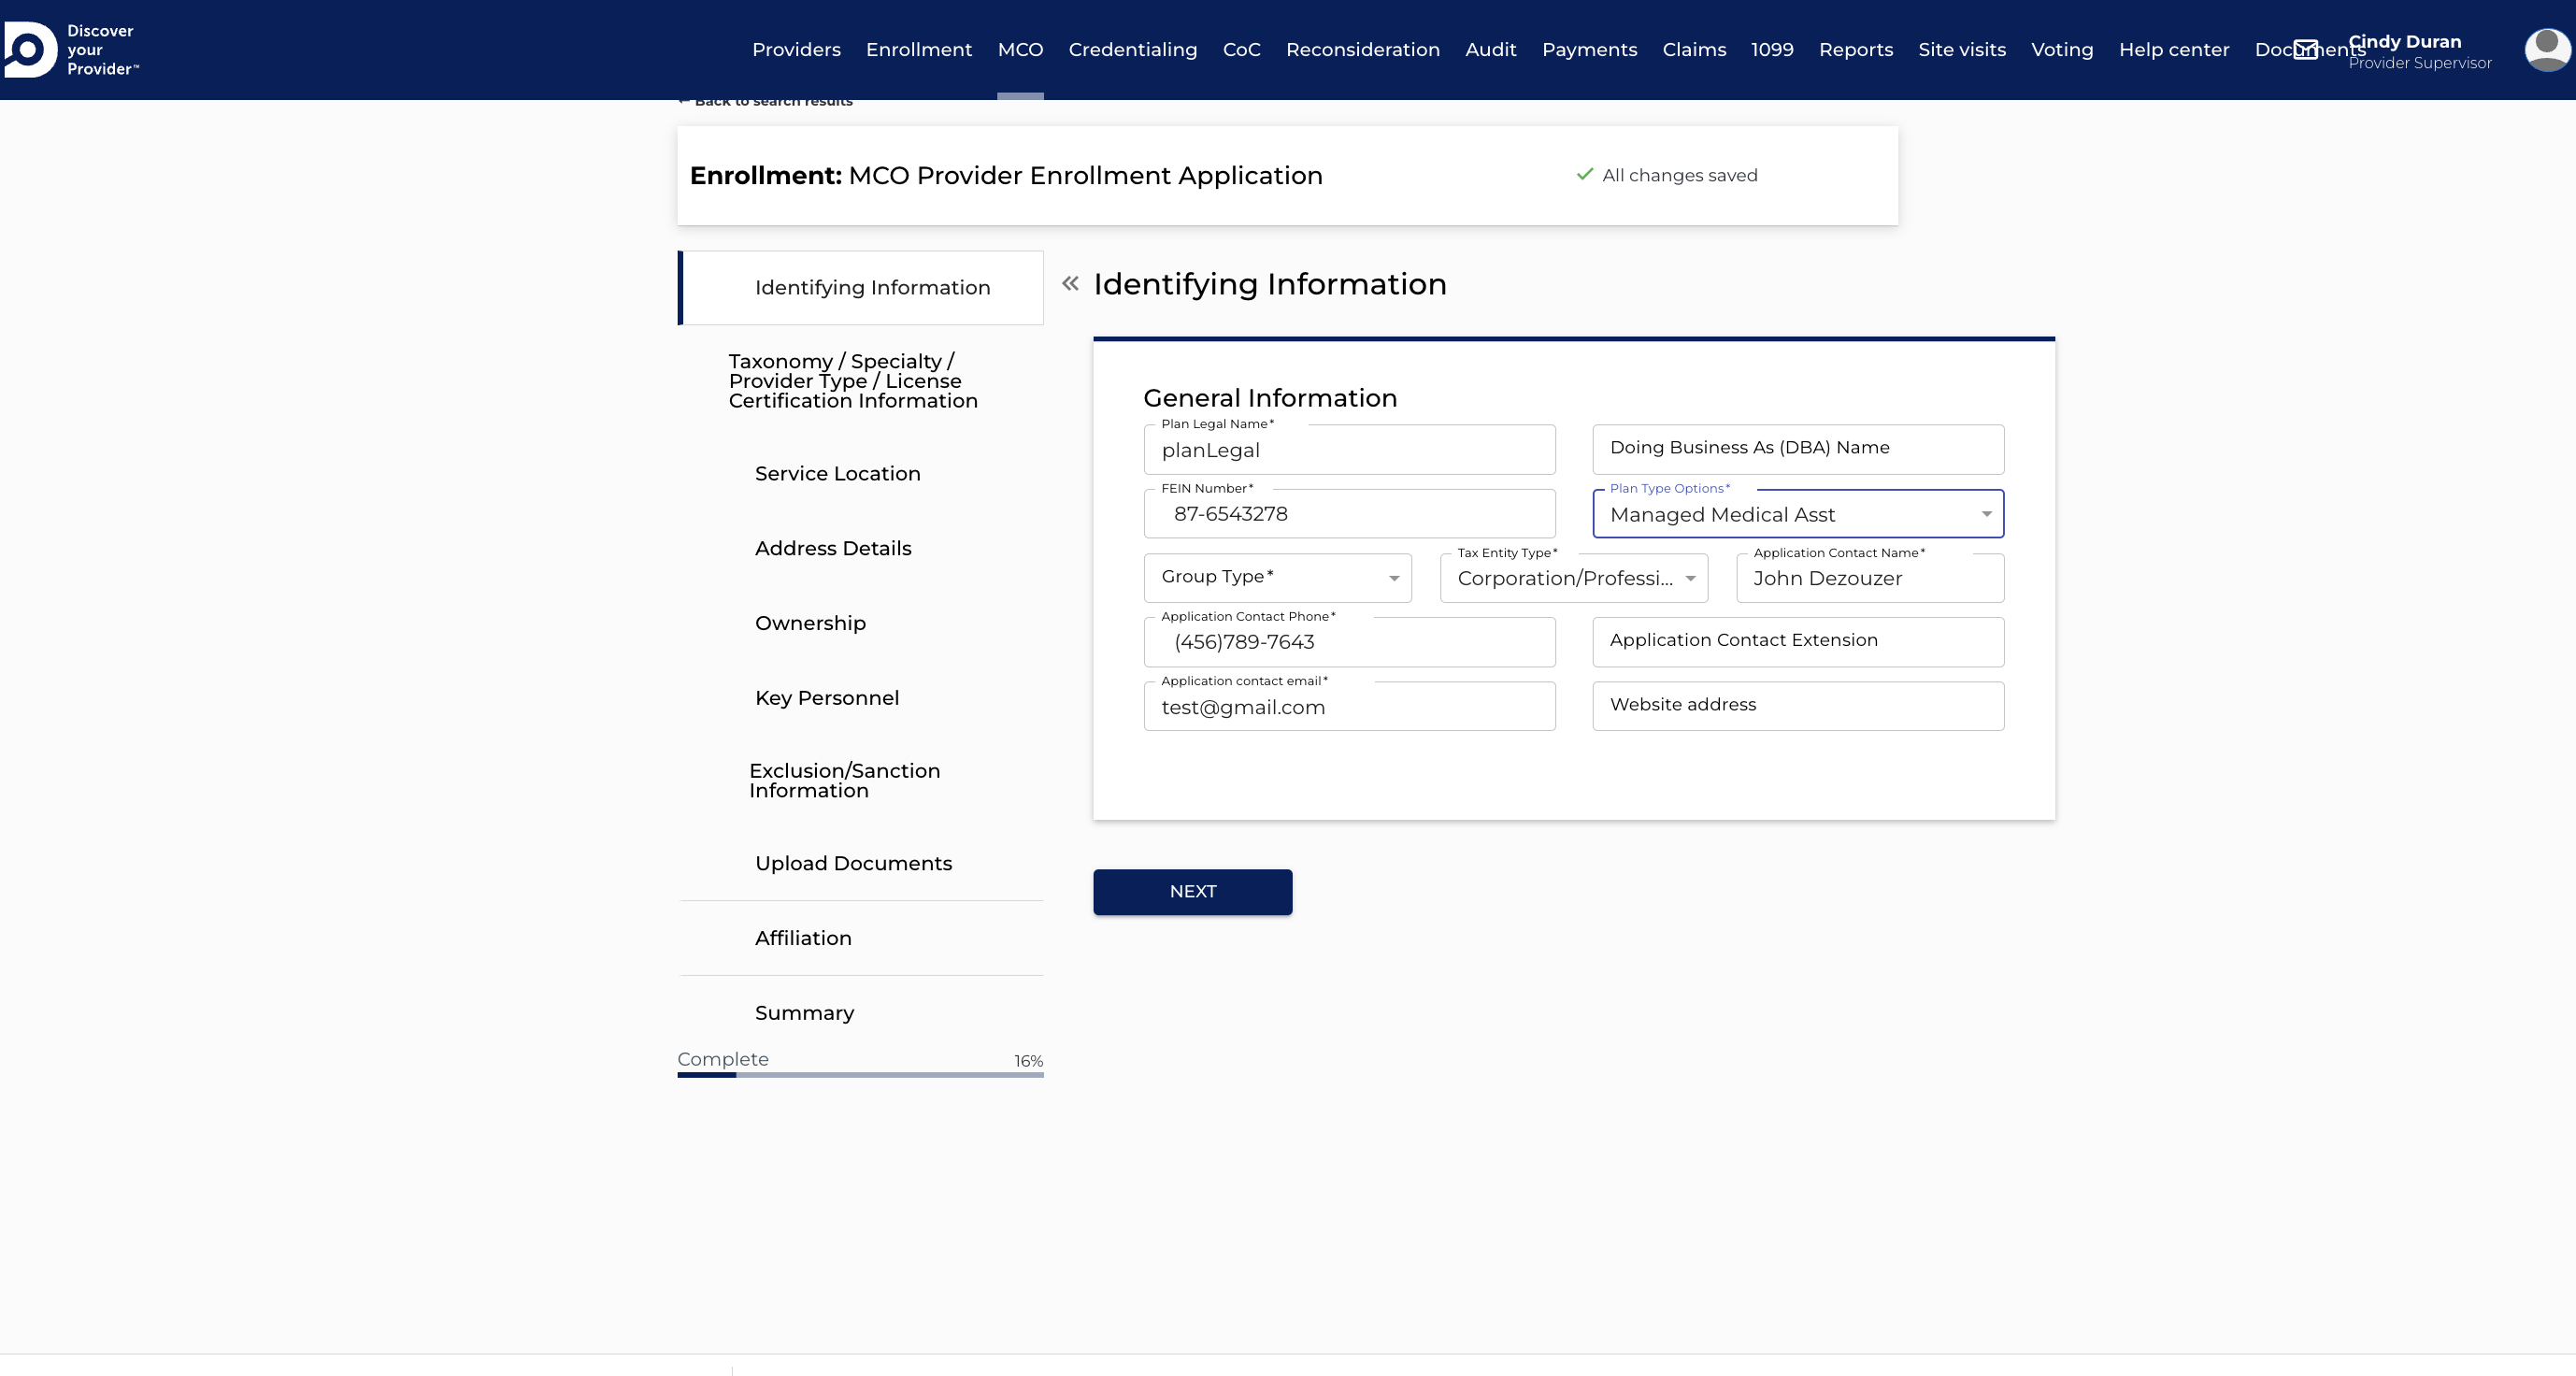 Discover
your
Provider™
Providers Enrollment MCO Credentialing CoC Reconsideration Audit Payments Claims 1099 Reports Site visits Voting Help center Documents
Cindy Duran
Provider Supervisor
← Back to search results
Enrollment: MCO Provider Enrollment Application
All changes saved
Identifying Information
Taxonomy / Specialty /
Provider Type / License
Certification Information
Service Location
Address Details
Ownership
Key Personnel
Exclusion/Sanction
Information
Upload Documents
Affiliation
Summary
Complete 16%
« Identifying Information
General Information
Plan Legal Name*
planLegal
Doing Business As (DBA) Name
FEIN Number*
87-6543278
Plan Type Options*
Managed Medical Asst
Group Type*
Tax Entity Type*
Corporation/Professi...
Application Contact Name*
John Dezouzer
Application Contact Phone*
(456)789-7643
Application Contact Extension
Application contact email*
test@gmail.com
Website address
NEXT